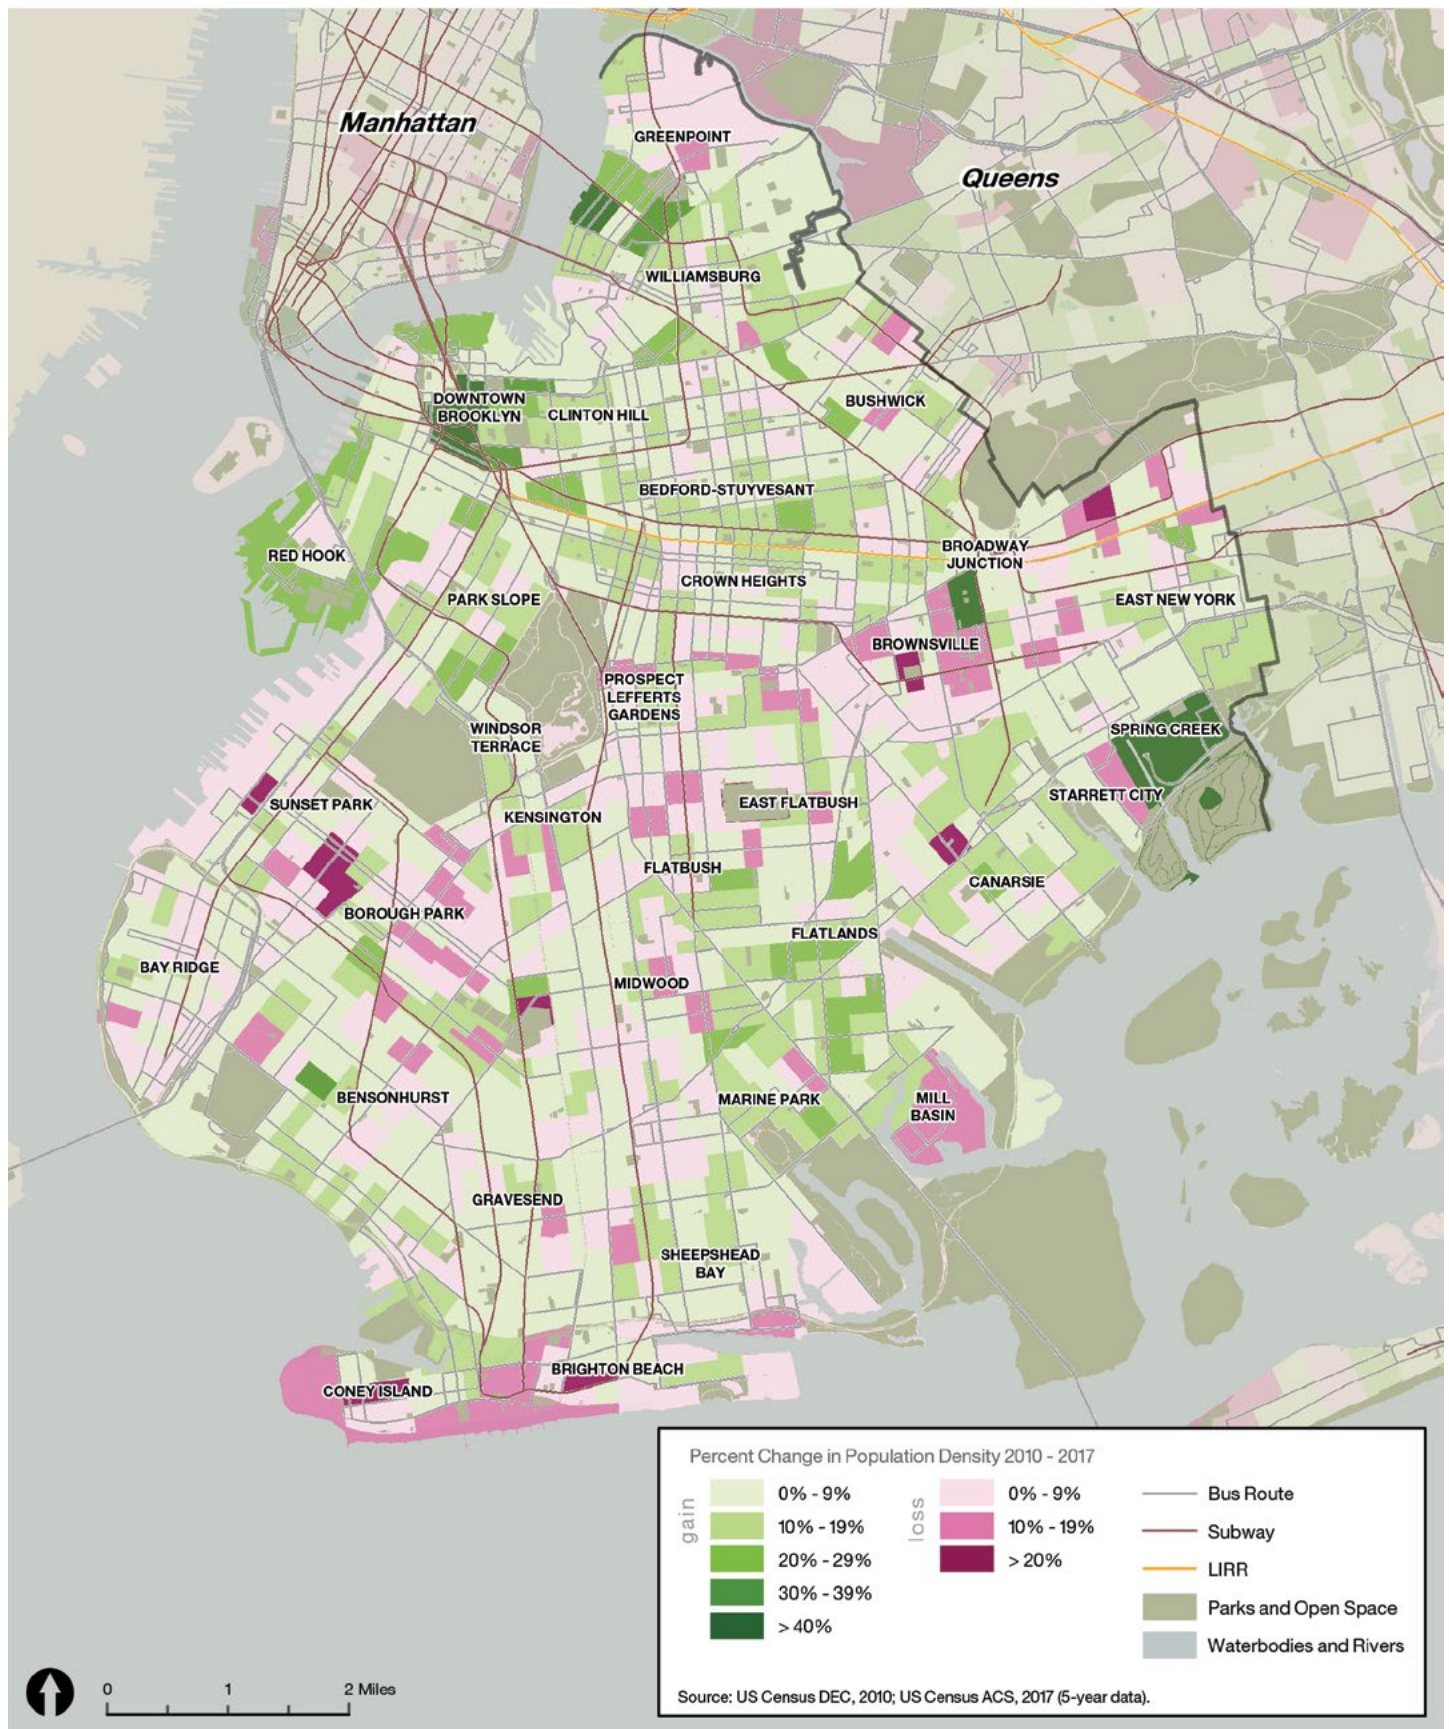 Manhattan
GREENPOINT
Queens
WILLIAMSBURG
DOWNTOWN
BROOKLYN
CLINTON HILL
BUSHWICK
BEDFORD-STUYVESANT
RED HOOK
BROADWAY
JUNCTION
CROWN HEIGHTS
PARK SLOPE
EAST NEW YORK
BROWNSVILLE
PROSPECT
LEFFERTS
GARDENS
WINDSOR
TERRACE
SPRING CREEK
STARRETT CITY
SUNSET PARK
KENSINGTON
EAST FLATBUSH
FLATBUSH
CANARSIE
BOROUGH PARK
FLATLANDS
BAY RIDGE
MIDWOOD
BENSONHURST
MARINE PARK
MILL
BASIN
GRAVESEND
SHEEPSHEAD
BAY
BRIGHTON BEACH
CONEY ISLAND
Percent Change in Population Density 2010 - 2017
gain
0% - 9%
10% - 19%
20% - 29%
30% - 39%
> 40%
loss
0% - 9%
10% - 19%
> 20%
Bus Route
Subway
LIRR
Parks and Open Space
Waterbodies and Rivers
Source: US Census DEC, 2010; US Census ACS, 2017 (5-year data).
0 1 2 Miles